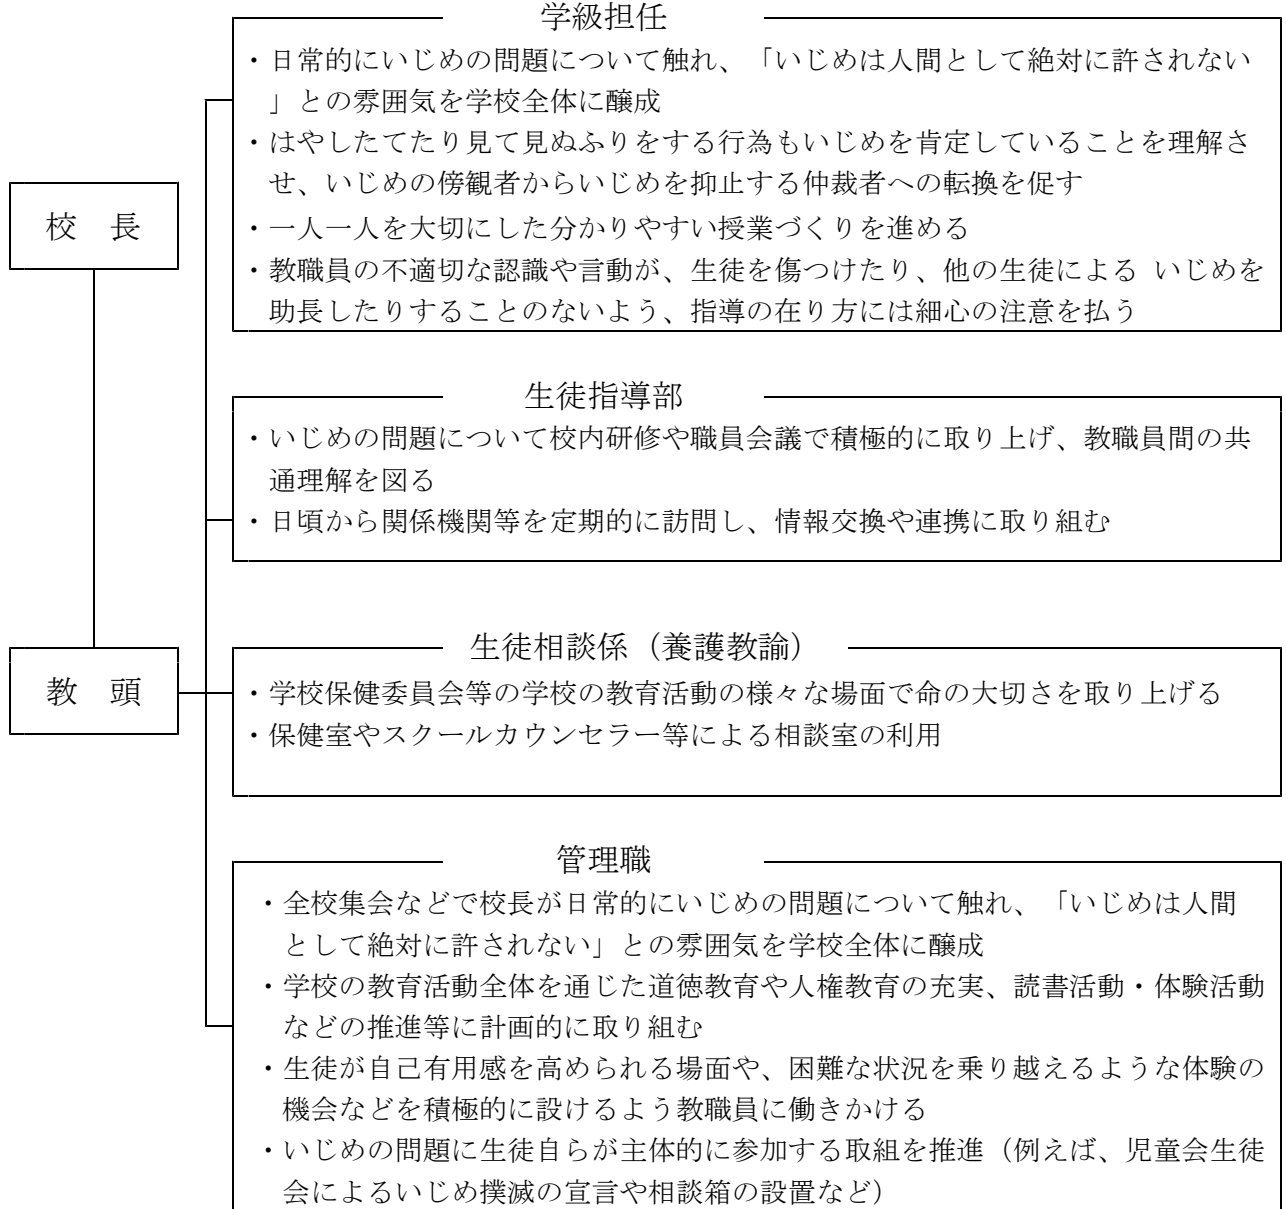 学級担任
・日常的にいじめの問題について触れ、「いじめは人間として絶対に許されない
」との雰囲気を学校全体に醸成
・はやしたてたり見て見ぬふりをする行為もいじめを肯定していることを理解さ
せ、いじめの傍観者からいじめを抑止する仲裁者への転換を促す
・一人一人を大切にした分かりやすい授業づくりを進める
・教職員の不適切な認識や言動が、生徒を傷つけたり、他の生徒による いじめを
助長したりすることのないよう、指導の在り方には細心の注意を払う
校　長
生徒指導部
・いじめの問題について校内研修や職員会議で積極的に取り上げ、教職員間の共
通理解を図る
・日頃から関係機関等を定期的に訪問し、情報交換や連携に取り組む
生徒相談係（養護教諭）
・学校保健委員会等の学校の教育活動の様々な場面で命の大切さを取り上げる
・保健室やスクールカウンセラー等による相談室の利用
教　頭
管理職
・全校集会などで校長が日常的にいじめの問題について触れ、「いじめは人間
として絶対に許されない」との雰囲気を学校全体に醸成
・学校の教育活動全体を通じた道徳教育や人権教育の充実、読書活動・体験活動
などの推進等に計画的に取り組む
・生徒が自己有用感を高められる場面や、困難な状況を乗り越えるような体験の
機会などを積極的に設けるよう教職員に働きかける
・いじめの問題に生徒自らが主体的に参加する取組を推進（例えば、児童会生徒
会によるいじめ撲滅の宣言や相談箱の設置など）